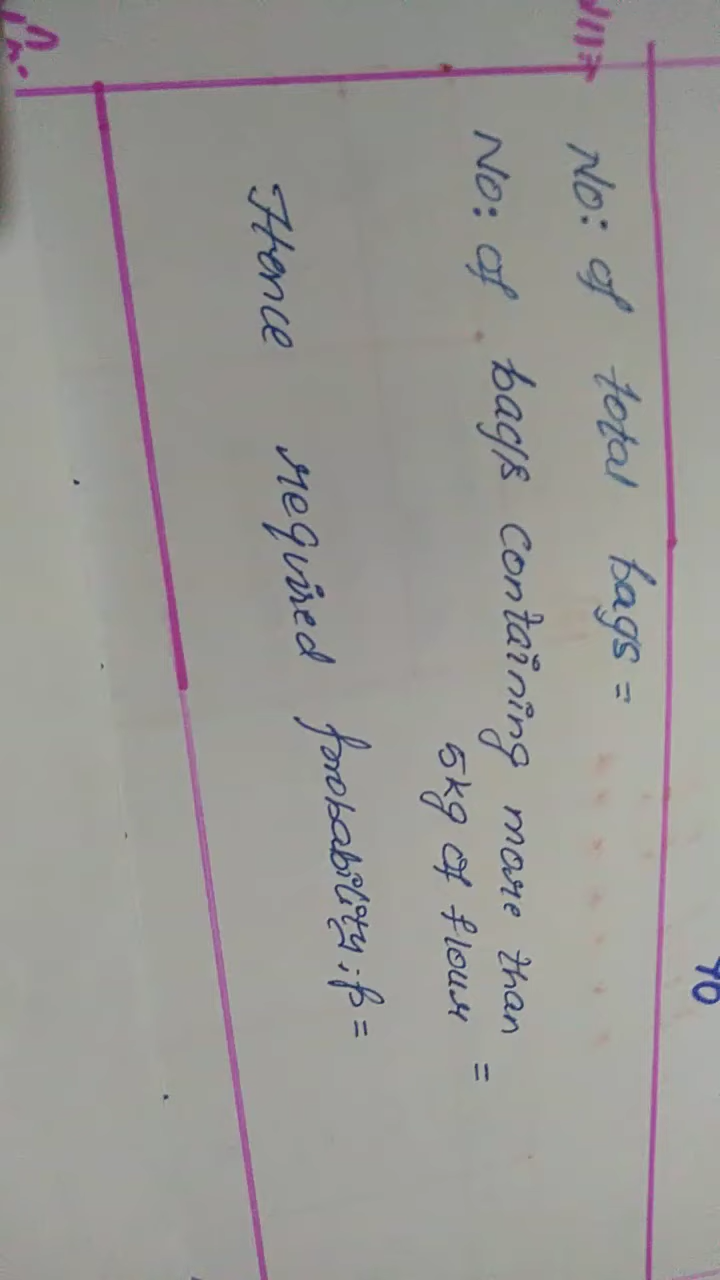 No: of total bags =
No: of bags containing more than
5kg of flour =
Hence required probability, p =